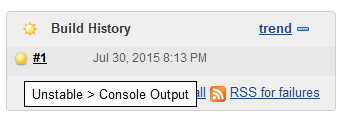 Build History trend
#1 Jul 30, 2015 8:13 PM
Unstable > Console Output all RSS for failures